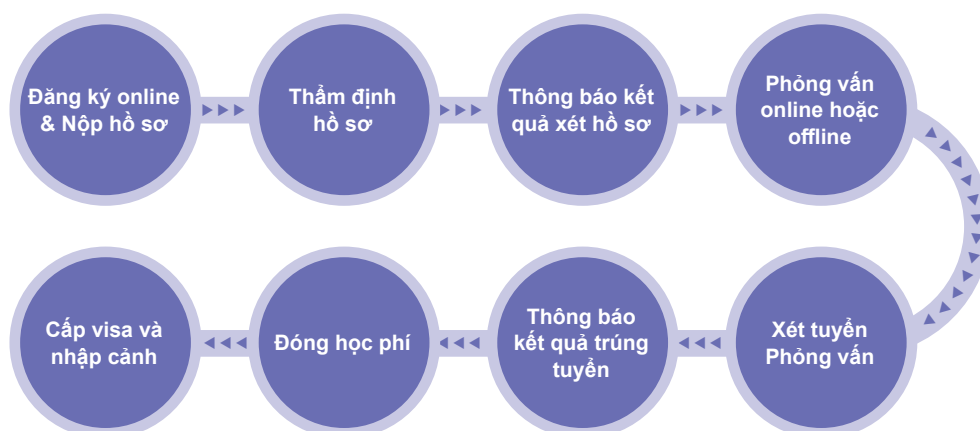 Đăng ký online
& Nộp hồ sơ
Thẩm định
hồ sơ
Thông báo kết
quả xét hồ sơ
Phỏng vấn
online hoặc
offline
Xét tuyển
Phỏng vấn
Thông báo
kết quả trúng
tuyển
Đóng học phí
Cấp visa và
nhập cảnh